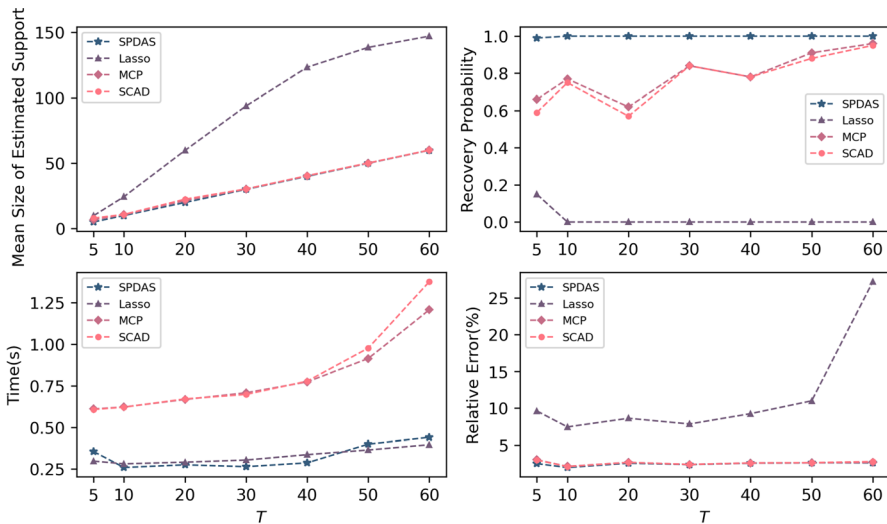 Mean Size of Estimated Support
150
100
50
0
SPDAS
Lasso
MCP
SCAD
5 10 20 30 40 50 60
Recovery Probability
1.0
0.8
0.6
0.4
0.2
0.0
SPDAS
Lasso
MCP
SCAD
5 10 20 30 40 50 60
Time(s)
1.25
1.00
0.75
0.50
0.25
SPDAS
Lasso
MCP
SCAD
5 10 20 30 40 50 60
T
Relative Error(%)
25
20
15
10
5
SPDAS
Lasso
MCP
SCAD
5 10 20 30 40 50 60
T